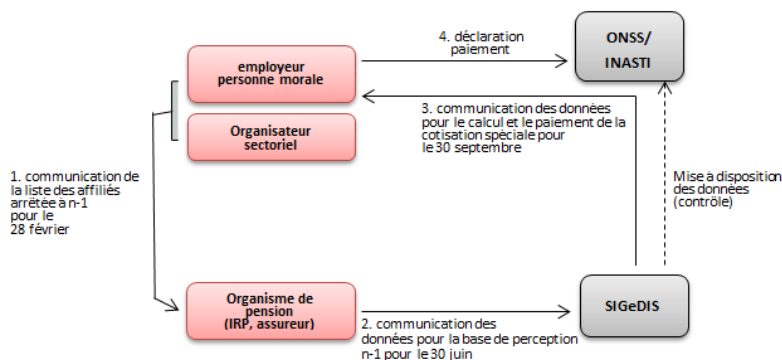 4. déclaration
paiement
ONSS/
INASTI
employeur
personne morale
3. communication des données
pour le calcul et le paiement de la
cotisation spéciale pour
le 30 septembre
Organisateur
sectoriel
1. communication de
la liste des affiliés
arrêtée à n-1
pour le
28 février
Mise à disposition
des données
(contrôle)
Organisme de
pension
(IRP, assureur)
2. communication des
données pour la base de perception
n-1 pour le 30 juin
SIGeDIS